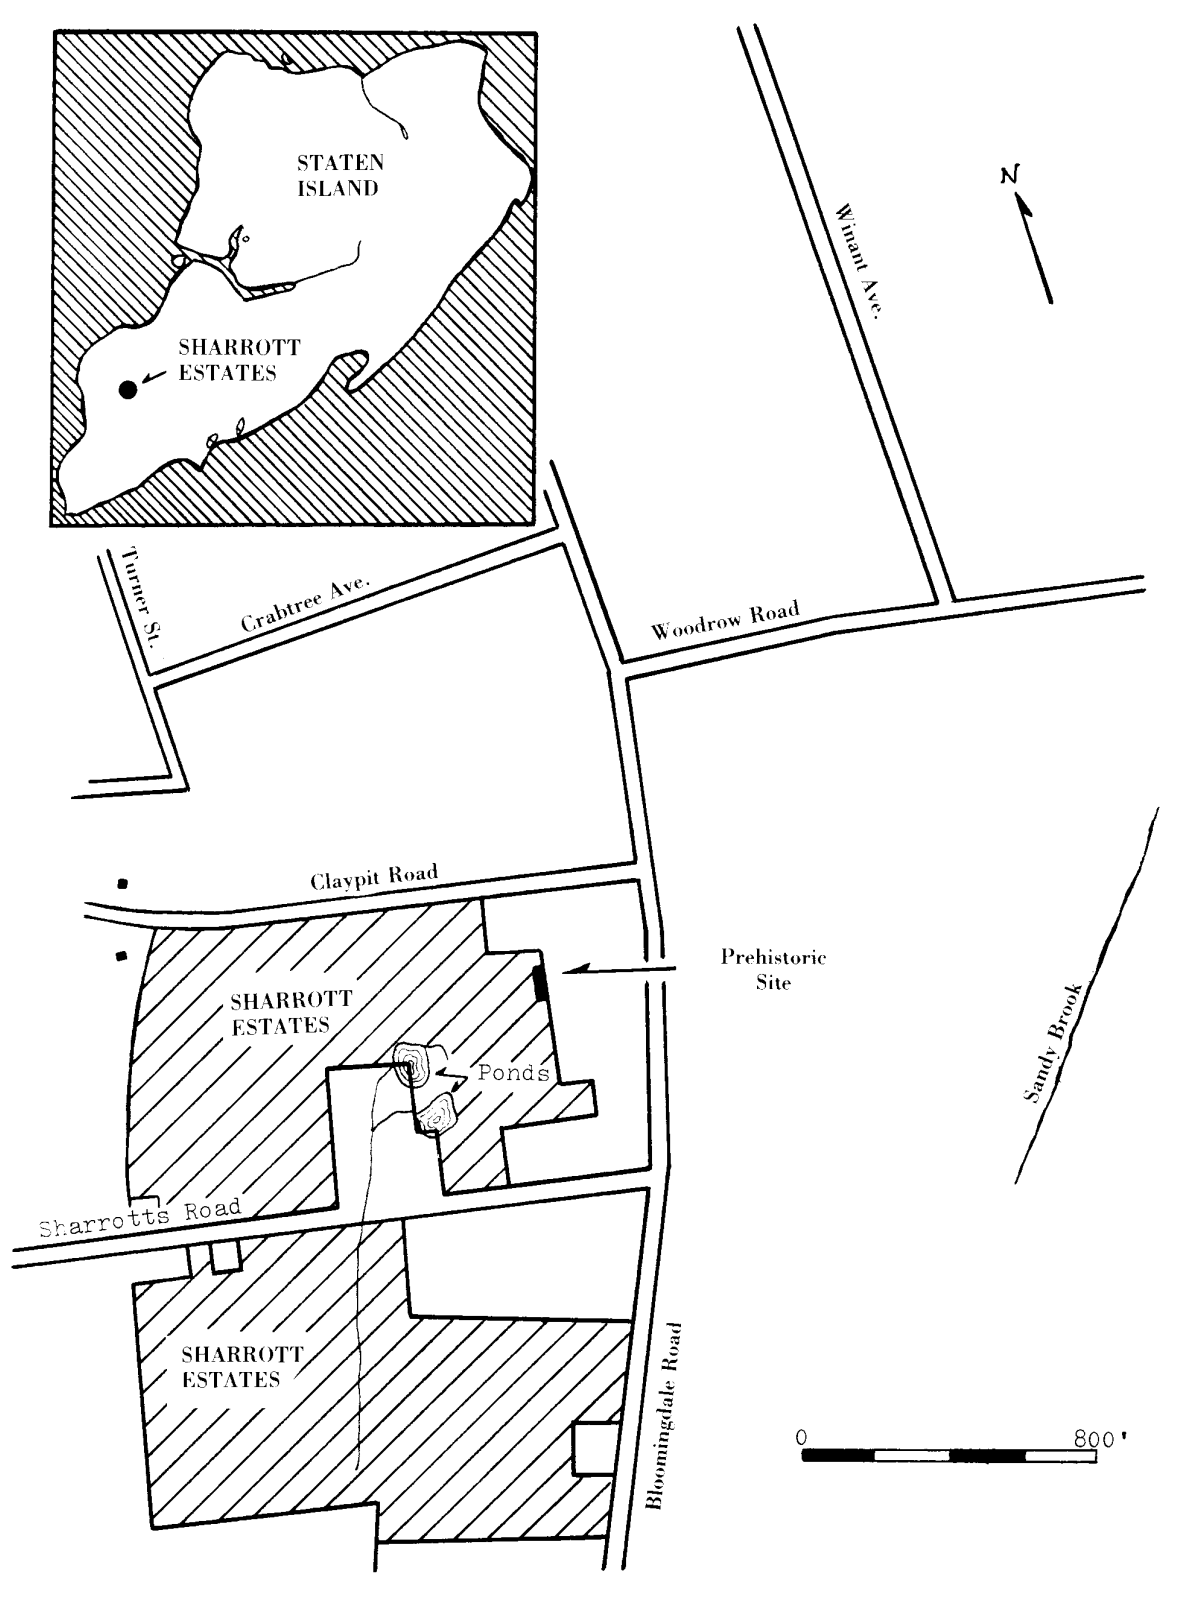 STATEN
ISLAND
SHARROTT
ESTATES
N
Winant Ave.
Turner St.
Crabtree Ave.
Woodrow Road
Claypit Road
Prehistoric
Site
SHARROTT
ESTATES
Ponds
Sandy Brook
Sharrotts Road
SHARROTT
ESTATES
Bloomingdale Road
0 800'